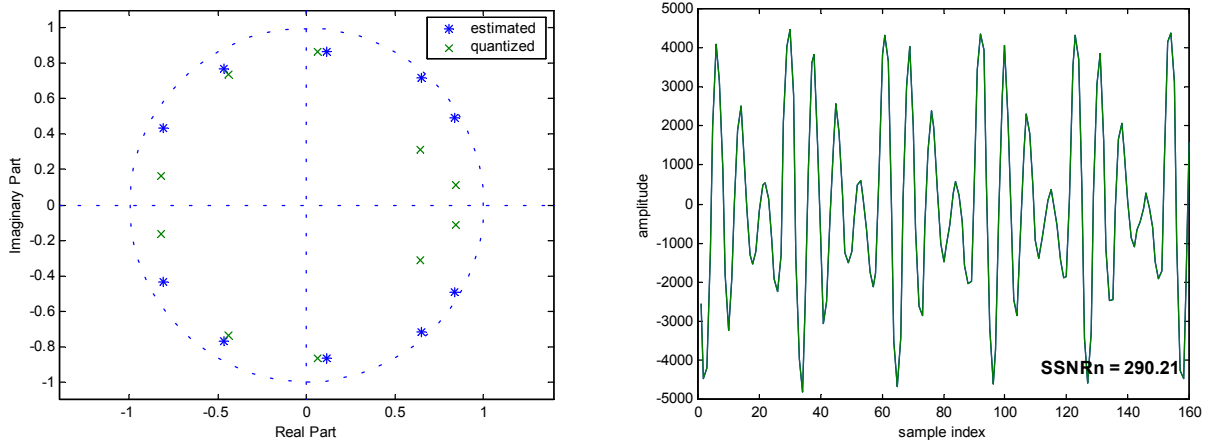 estimated
quantized
Imaginary Part
1
0.8
0.6
0.4
0.2
0
-0.2
-0.4
-0.6
-0.8
-1
-1 -0.5 0 0.5 1
Real Part
amplitude
5000
4000
3000
2000
1000
0
-1000
-2000
-3000
-4000
-5000
SSNRn = 290.21
0 20 40 60 80 100 120 140 160
sample index